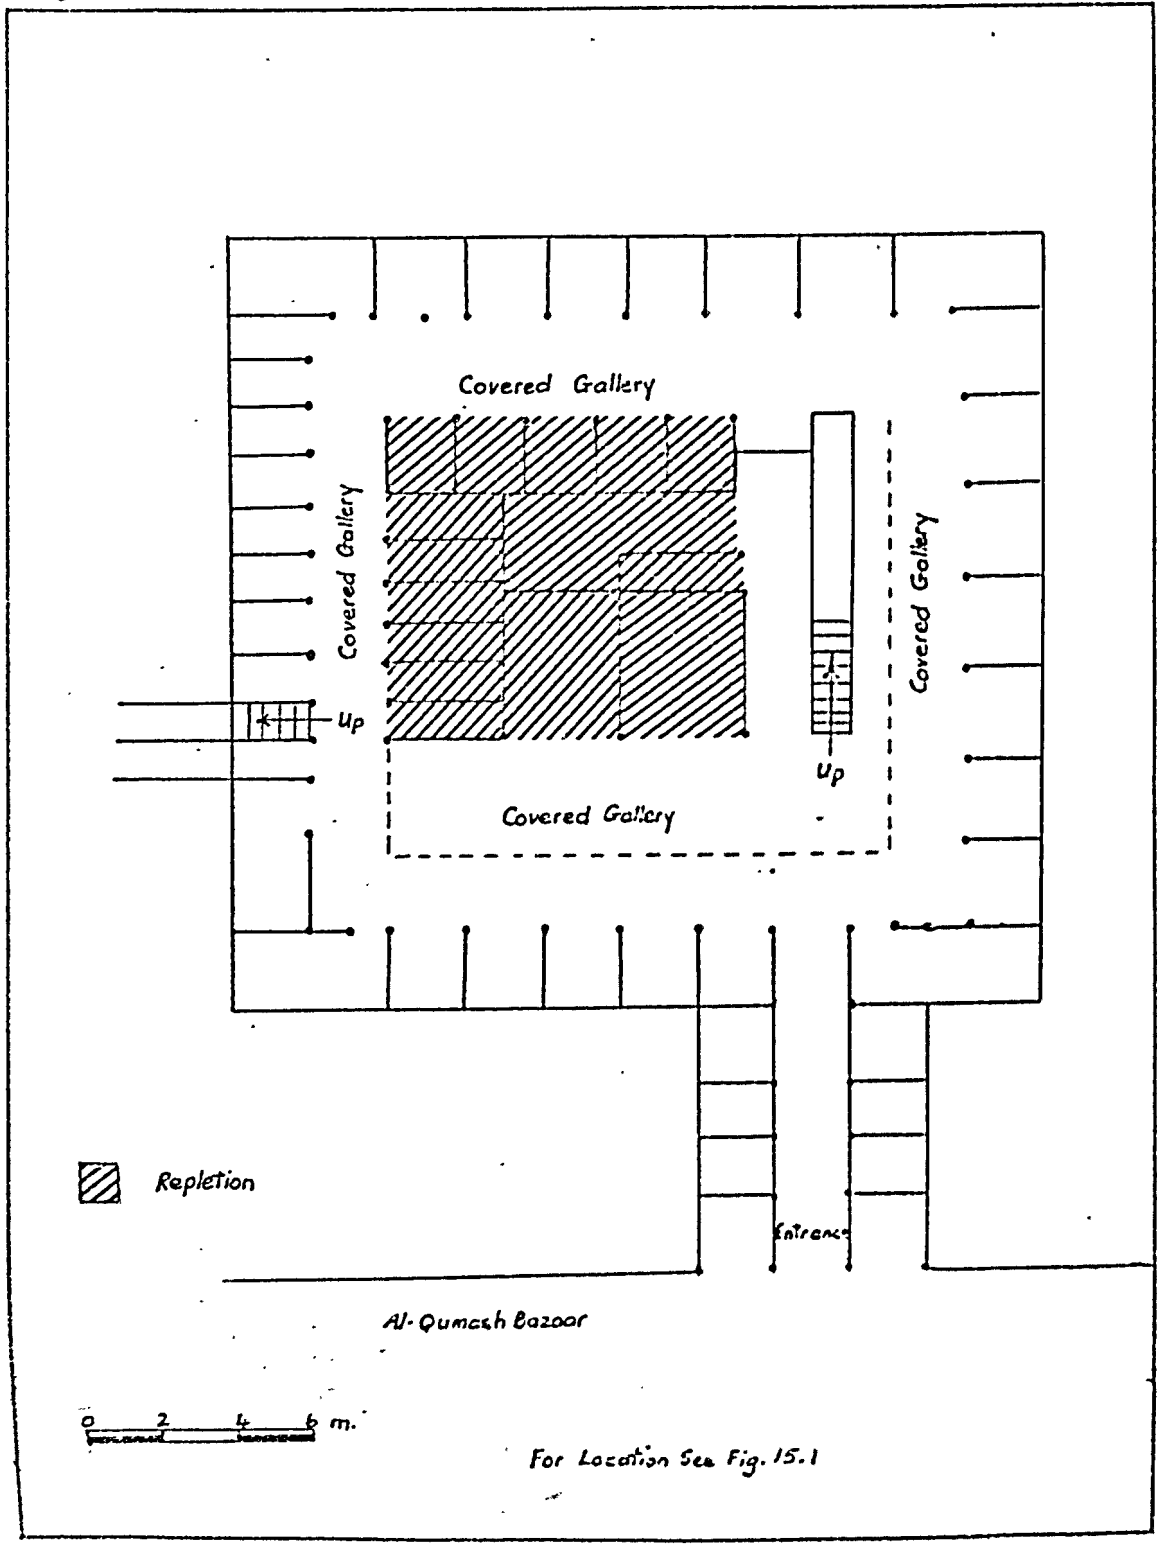 Covered Gallery
Covered Gallery
Covered Gallery
up
up
Covered Gallery
Repletion
Entrance
Al-Qumash Bazaar
0 2 4 6 m.
For Location See Fig. 15.1